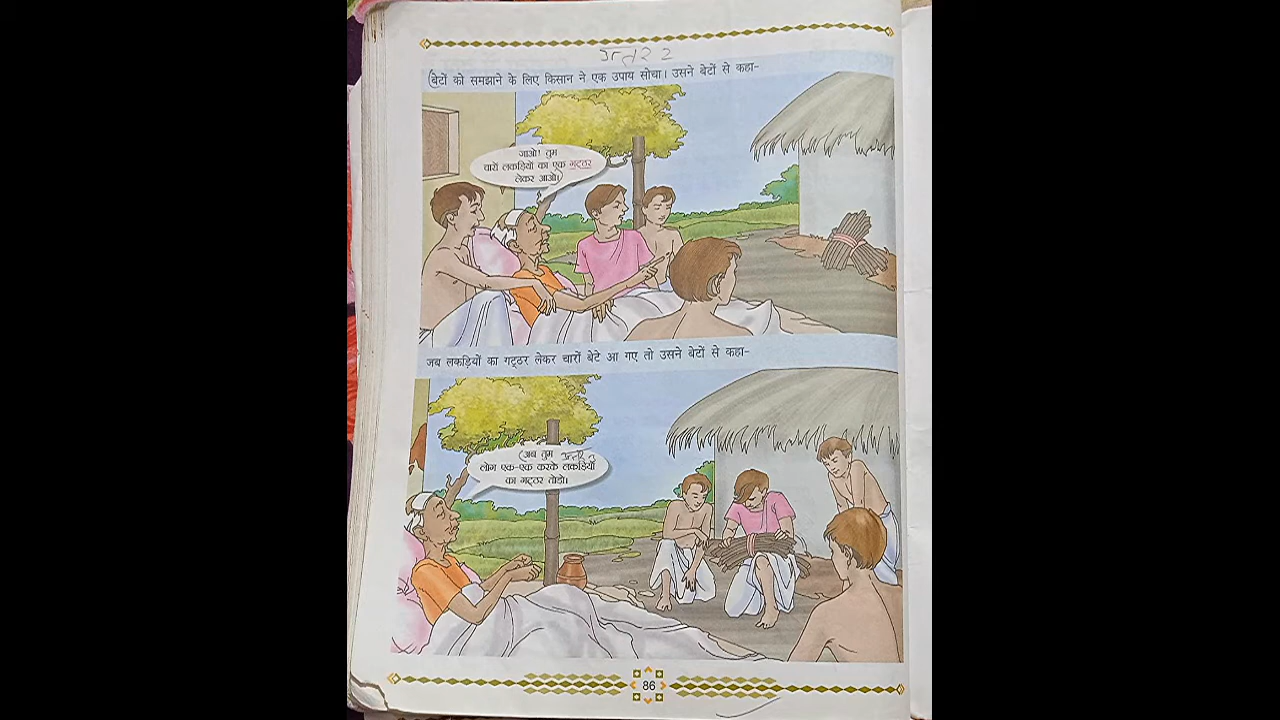 उत्तर 2
(बेटों को समझाने के लिए किसान ने एक उपाय सोचा। उसने बेटों से कहा-
जाओ! तुम
चारों लकड़ियों का एक गट्ठर
लेकर आओ।
जब लकड़ियों का गट्ठर लेकर चारों बेटे आ गए तो उसने बेटों से कहा-
(अब तुम उत्तर
लोग एक-एक करके लकड़ियों
का गट्ठर तोड़ो।
86